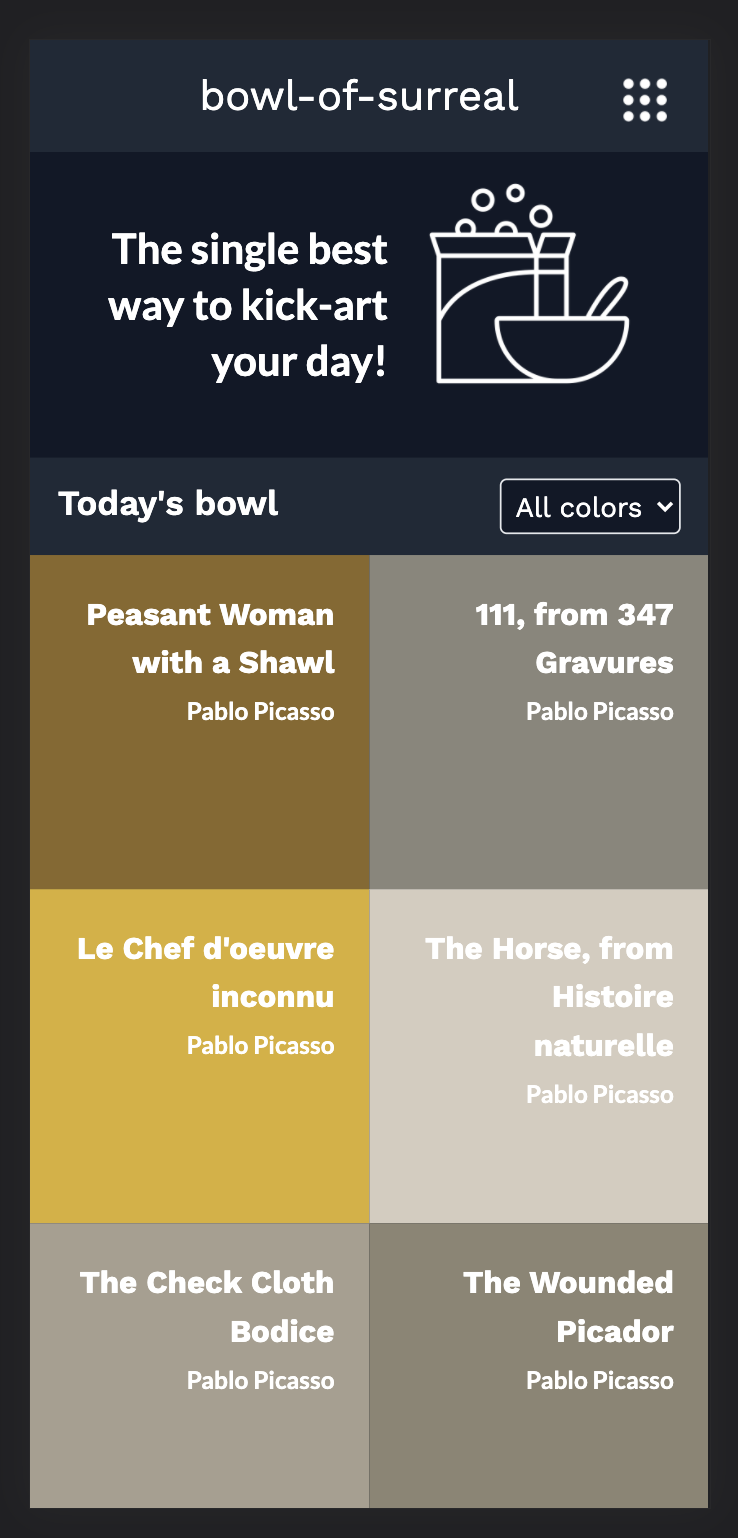 bowl-of-surreal
The single best
way to kick-art
your day!
Today's bowl
All colors
Peasant Woman
with a Shawl
Pablo Picasso
111, from 347
Gravures
Pablo Picasso
Le Chef d'oeuvre
inconnu
Pablo Picasso
The Horse, from
Histoire
naturelle
Pablo Picasso
The Check Cloth
Bodice
Pablo Picasso
The Wounded
Picador
Pablo Picasso